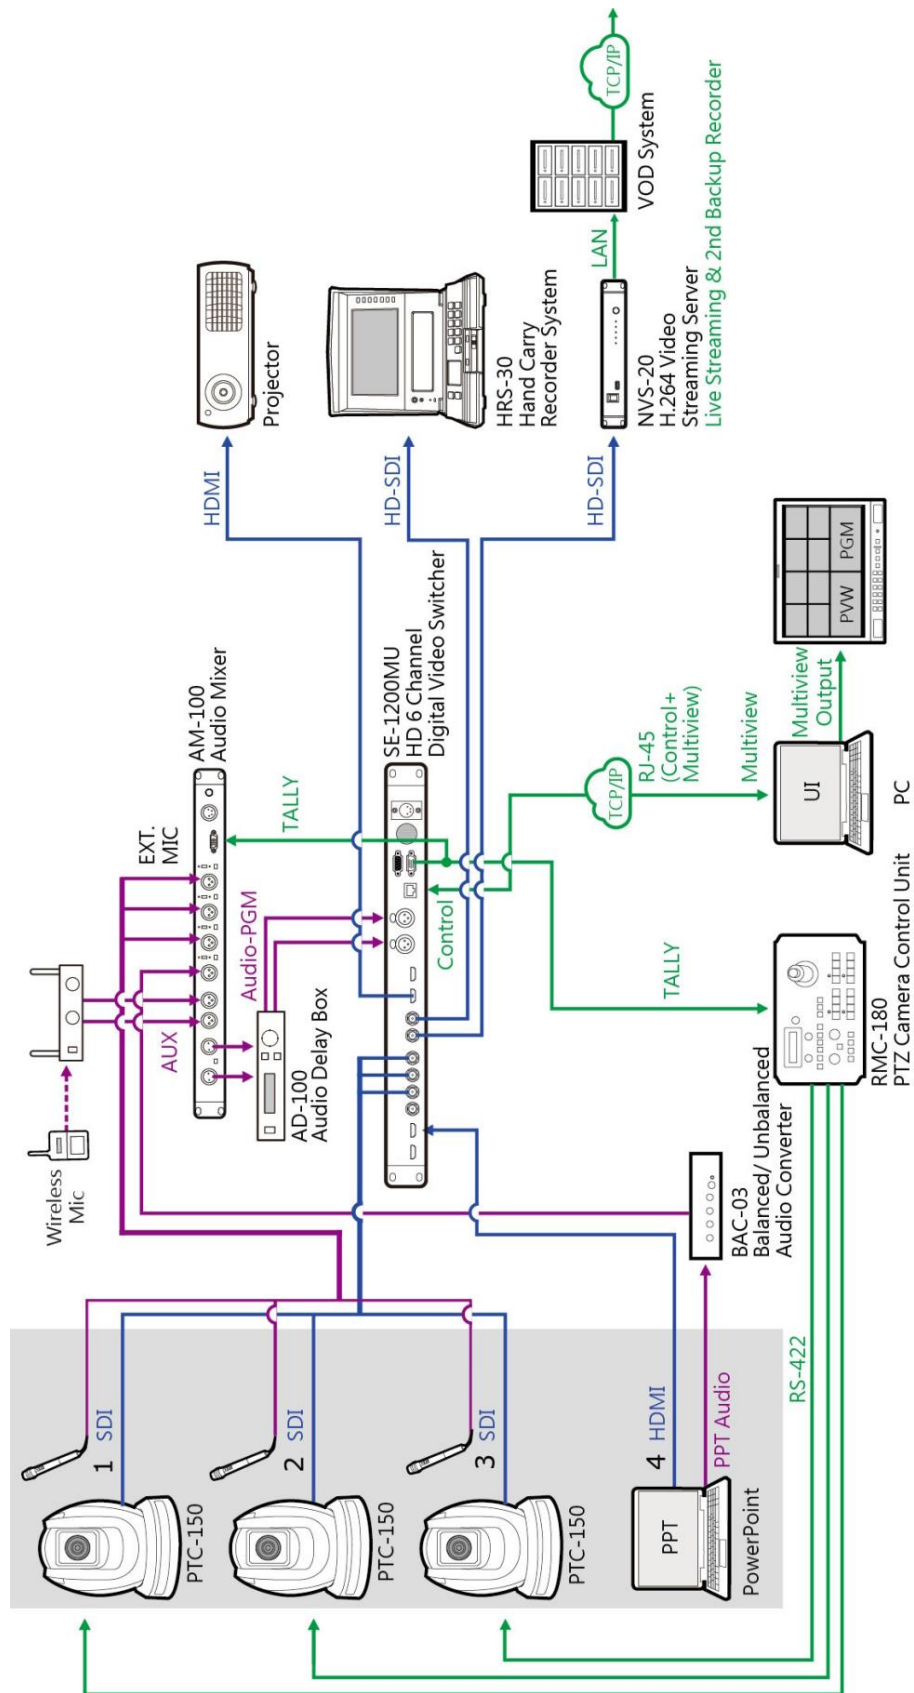 Wireless
Mic
EXT.
MIC
AUX
AM-100
Audio Mixer
TALLY
Audio-PGM
AD-100
Audio Delay Box
1
SDI
PTC-150
2
SDI
PTC-150
3
SDI
PTC-150
4
HDMI
PPT
PPT Audio
PowerPoint
SE-1200MU
HD 6 Channel
Digital Video Switcher
Control
HDMI
Projector
HD-SDI
HRS-30
Hand Carry
Recorder System
HD-SDI
NVS-20
H.264 Video
Streaming Server
Live Streaming & 2nd Backup Recorder
LAN
VOD System
TCP/IP
BAC-03
Balanced/ Unbalanced
Audio Converter
RS-422
TALLY
RMC-180
PTZ Camera Control Unit
TCP/IP
RJ-45
(Control+
Multiview)
Multiview
UI
PC
Multiview
Output
PVW
PGM